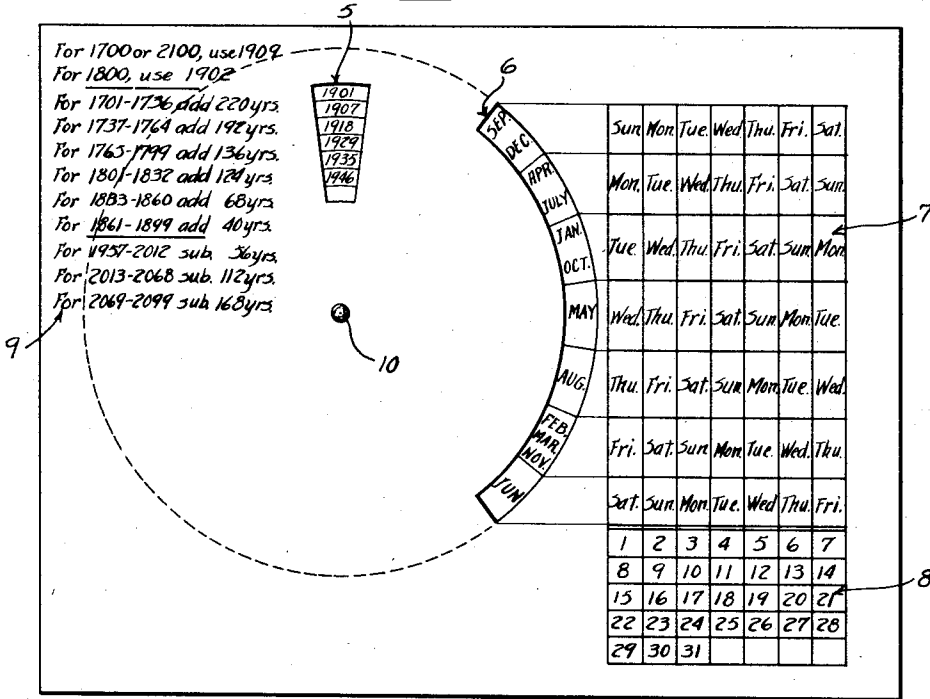 5
For 1700 or 2100, use 1909
For 1800, use 1902
For 1701-1736 add 220 yrs.
For 1737-1764 add 192 yrs.
For 1765-1799 add 136 yrs.
For 1801-1832 add 124 yrs.
For 1833-1860 add 68 yrs.
For 1861-1899 add 40 yrs.
For 1957-2012 sub. 56 yrs.
For 2013-2068 sub. 112 yrs.
For 2069-2099 sub. 168 yrs.
9
1901
1907
1918
1929
1935
1946
10
6
SEP.
DEC.
APR.
JULY
JAN.
OCT.
MAY
AUG.
FEB.
MAR.
NOV.
JUN
Sun Mon Tue. Wed Thu. Fri. Sat.
Mon. Tue. Wed. Thu. Fri. Sat. Sun.
Tue. Wed. Thu. Fri. Sat. Sun. Mon.
7
Wed. Thu. Fri. Sat. Sun. Mon. Tue.
Thu. Fri. Sat. Sun. Mon. Tue. Wed.
Fri. Sat. Sun Mon. Tue. Wed. Thu.
Sat. Sun. Mon. Tue. Wed Thu. Fri.
1 2 3 4 5 6 7
8 9 10 11 12 13 14
8
15 16 17 18 19 20 21
22 23 24 25 26 27 28
29 30 31